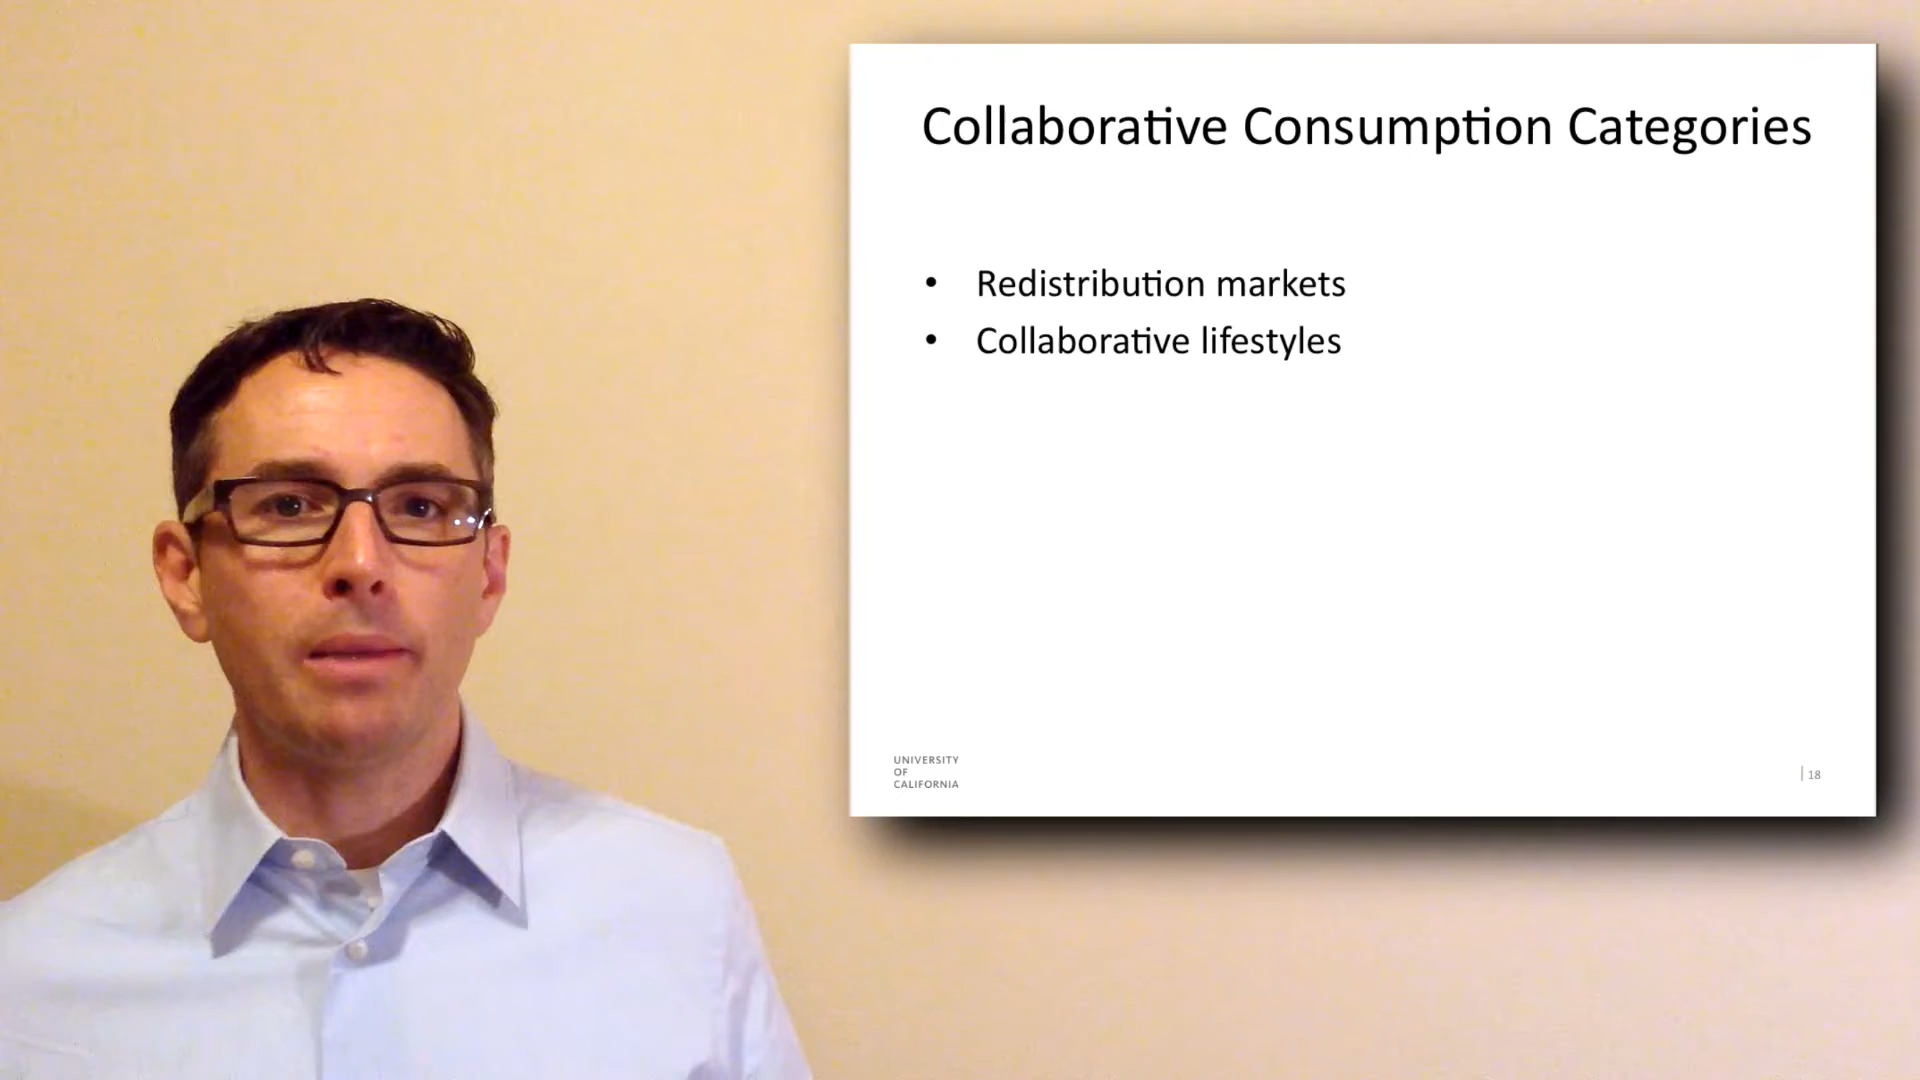 Collaborative Consumption Categories
• Redistribution markets
• Collaborative lifestyles
UNIVERSITY
OF
CALIFORNIA
18